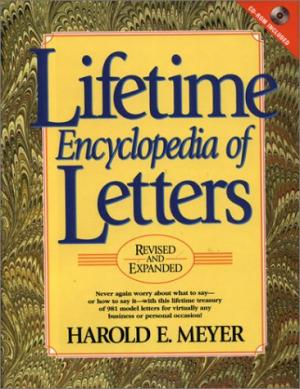 CD-ROM INCLUDED
Lifetime
Encyclopedia of
Letters
REVISED
AND
EXPANDED
Never again worry about what to say—
or how to say it—with this lifetime treasury
of 981 model letters for virtually any
business or personal occasion!
HAROLD E. MEYER